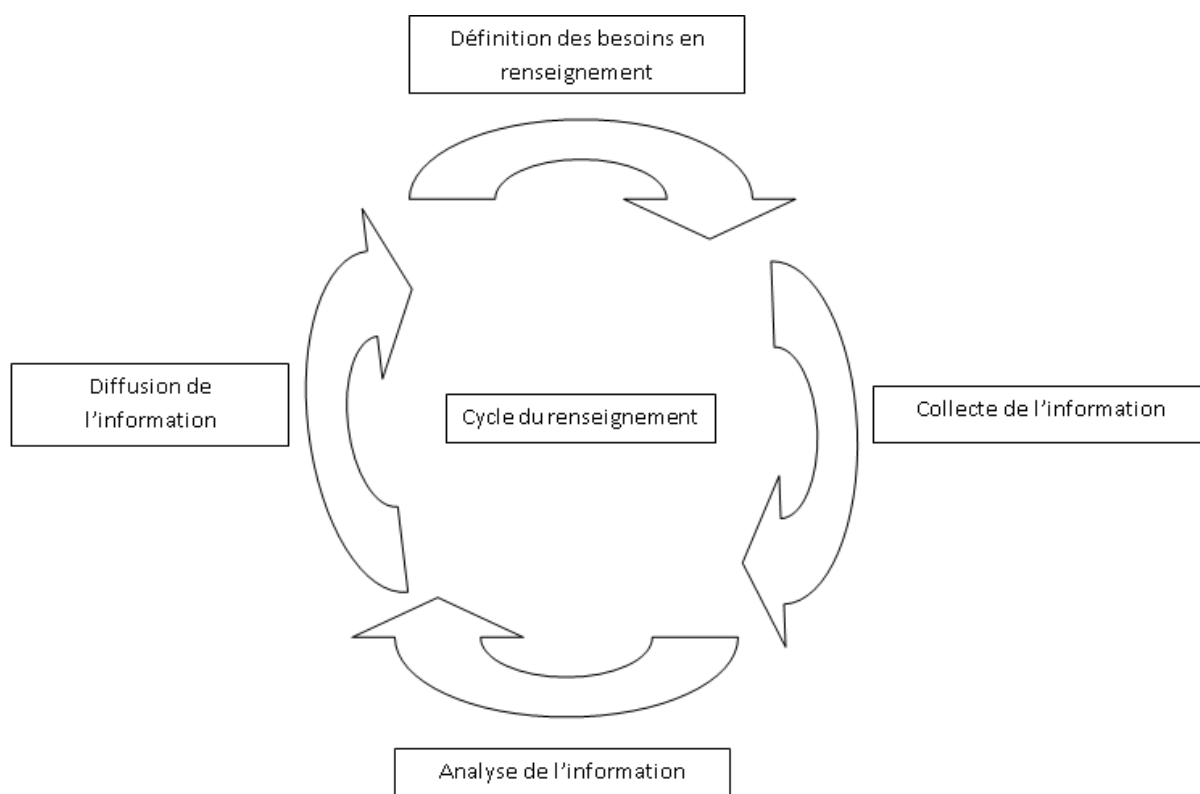 Définition des besoins en
renseignement
Diffusion de
l'information
Cycle du renseignement
Collecte de l'information
Analyse de l'information